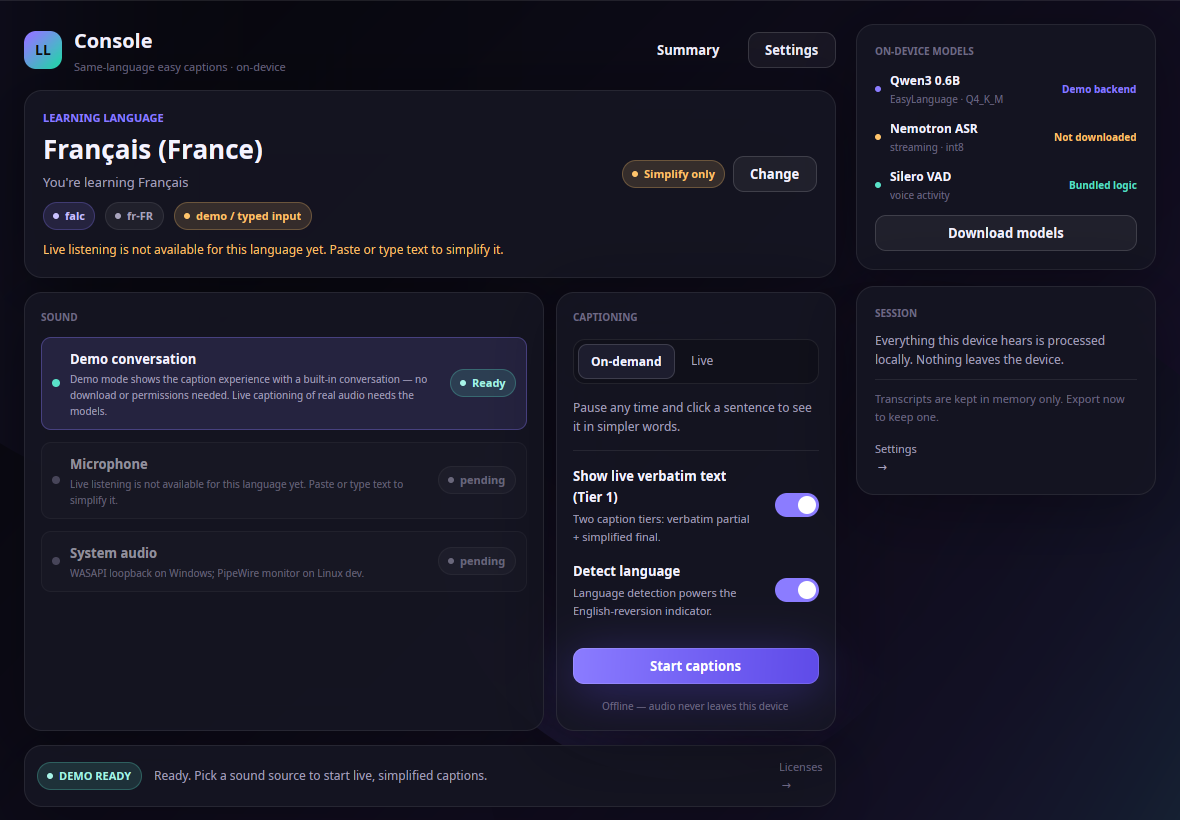 LL
Console
Same-language easy captions · on-device
Summary
Settings
LEARNING LANGUAGE
Français (France)
You're learning Français
falc
fr-FR
demo / typed input
Simplify only
Change
Live listening is not available for this language yet. Paste or type text to simplify it.
SOUND
Demo conversation
Demo mode shows the caption experience with a built-in conversation — no
download or permissions needed. Live captioning of real audio needs the
models.
Ready
Microphone
Live listening is not available for this language yet. Paste or type text to
simplify it.
pending
System audio
WASAPI loopback on Windows; PipeWire monitor on Linux dev.
pending
CAPTIONING
On-demand
Live
Pause any time and click a sentence to see
it in simpler words.
Show live verbatim text
(Tier 1)
Two caption tiers: verbatim partial
+ simplified final.
Detect language
Language detection powers the
English-reversion indicator.
Start captions
Offline — audio never leaves this device
DEMO READY
Ready. Pick a sound source to start live, simplified captions.
Licenses
→
ON-DEVICE MODELS
Qwen3 0.6B
EasyLanguage · Q4_K_M
Demo backend
Nemotron ASR
streaming · int8
Not downloaded
Silero VAD
voice activity
Bundled logic
Download models
SESSION
Everything this device hears is processed
locally. Nothing leaves the device.
Transcripts are kept in memory only. Export now
to keep one.
Settings
→